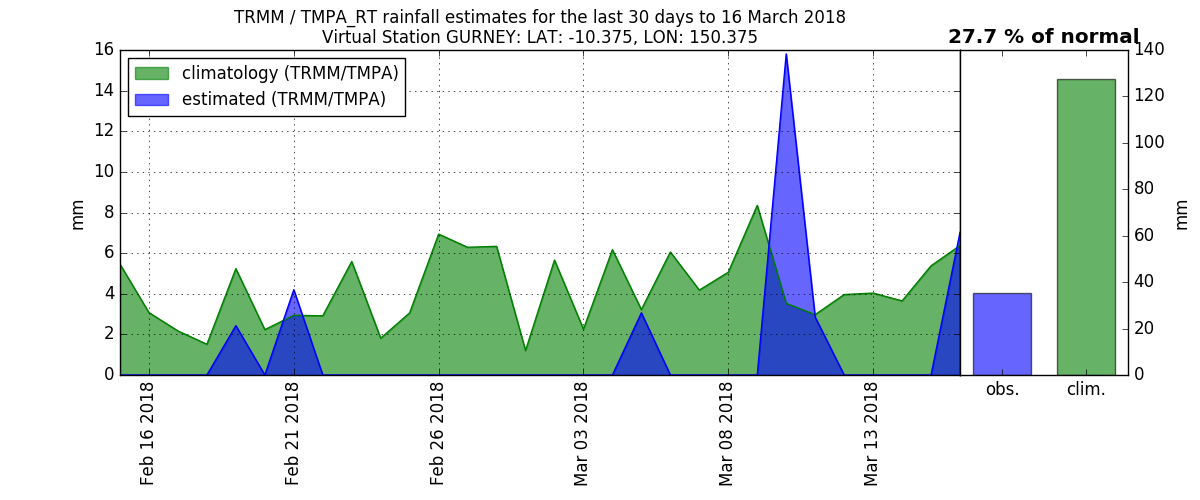 TRMM / TMPA_RT rainfall estimates for the last 30 days to 16 March 2018
Virtual Station GURNEY: LAT: -10.375, LON: 150.375
27.7 % of normal
climatology (TRMM/TMPA)
estimated (TRMM/TMPA)
mm
16
14
12
10
8
6
4
2
0
Feb 16 2018
Feb 21 2018
Feb 26 2018
Mar 03 2018
Mar 08 2018
Mar 13 2018
obs.
clim.
140
120
100
80
60
40
20
0
mm